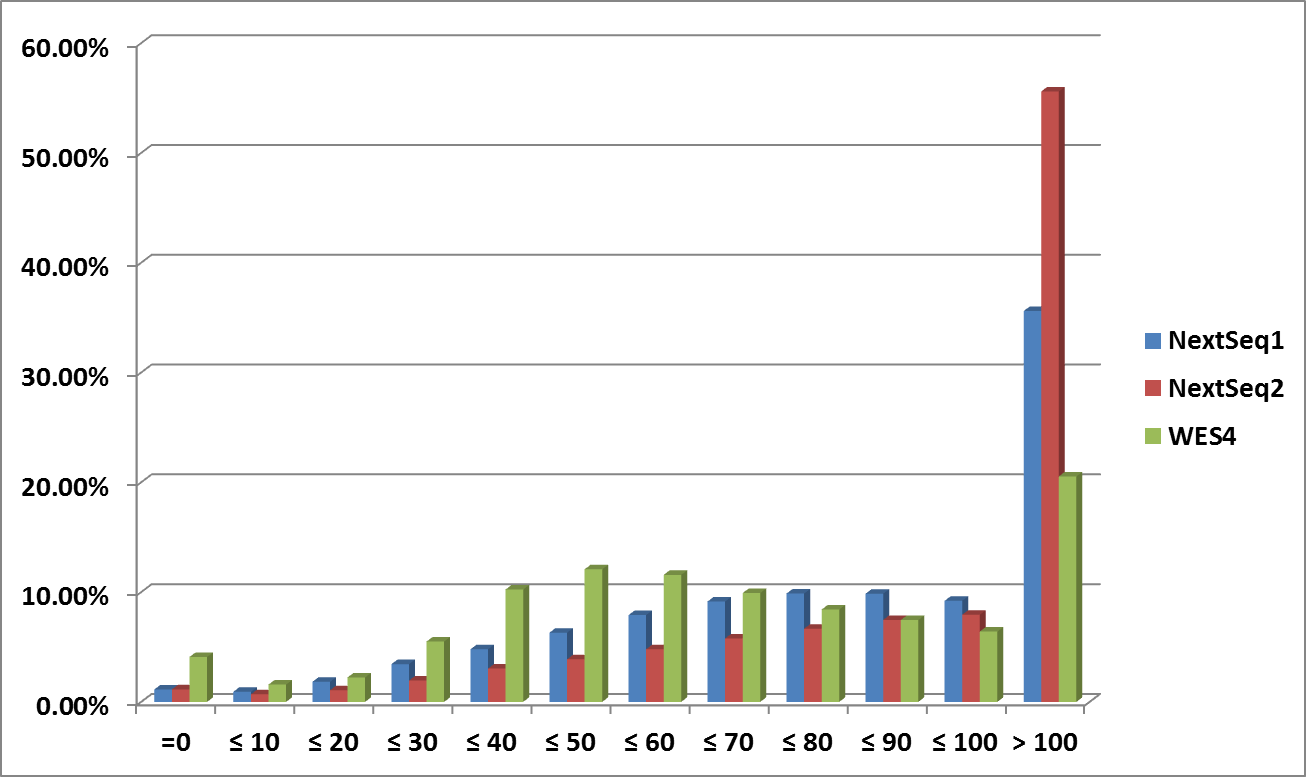 60.00%
50.00%
40.00%
30.00%
20.00%
10.00%
0.00%
=0 ≤ 10 ≤ 20 ≤ 30 ≤ 40 ≤ 50 ≤ 60 ≤ 70 ≤ 80 ≤ 90 ≤ 100 > 100
NextSeq1
NextSeq2
WES4